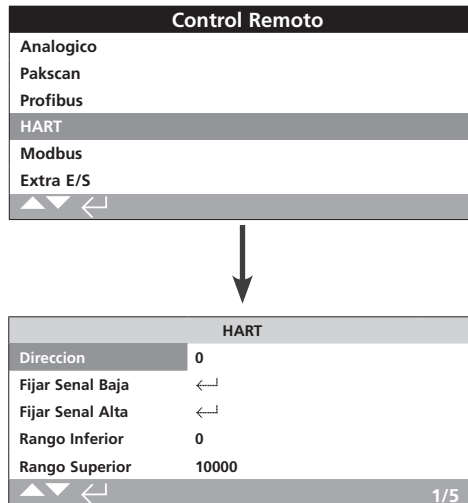 Control Remoto
Analogico
Pakscan
Profibus
HART
Modbus
Extra E/S
HART
Direccion 0
Fijar Senal Baja
Fijar Senal Alta
Rango Inferior 0
Rango Superior 10000
1/5